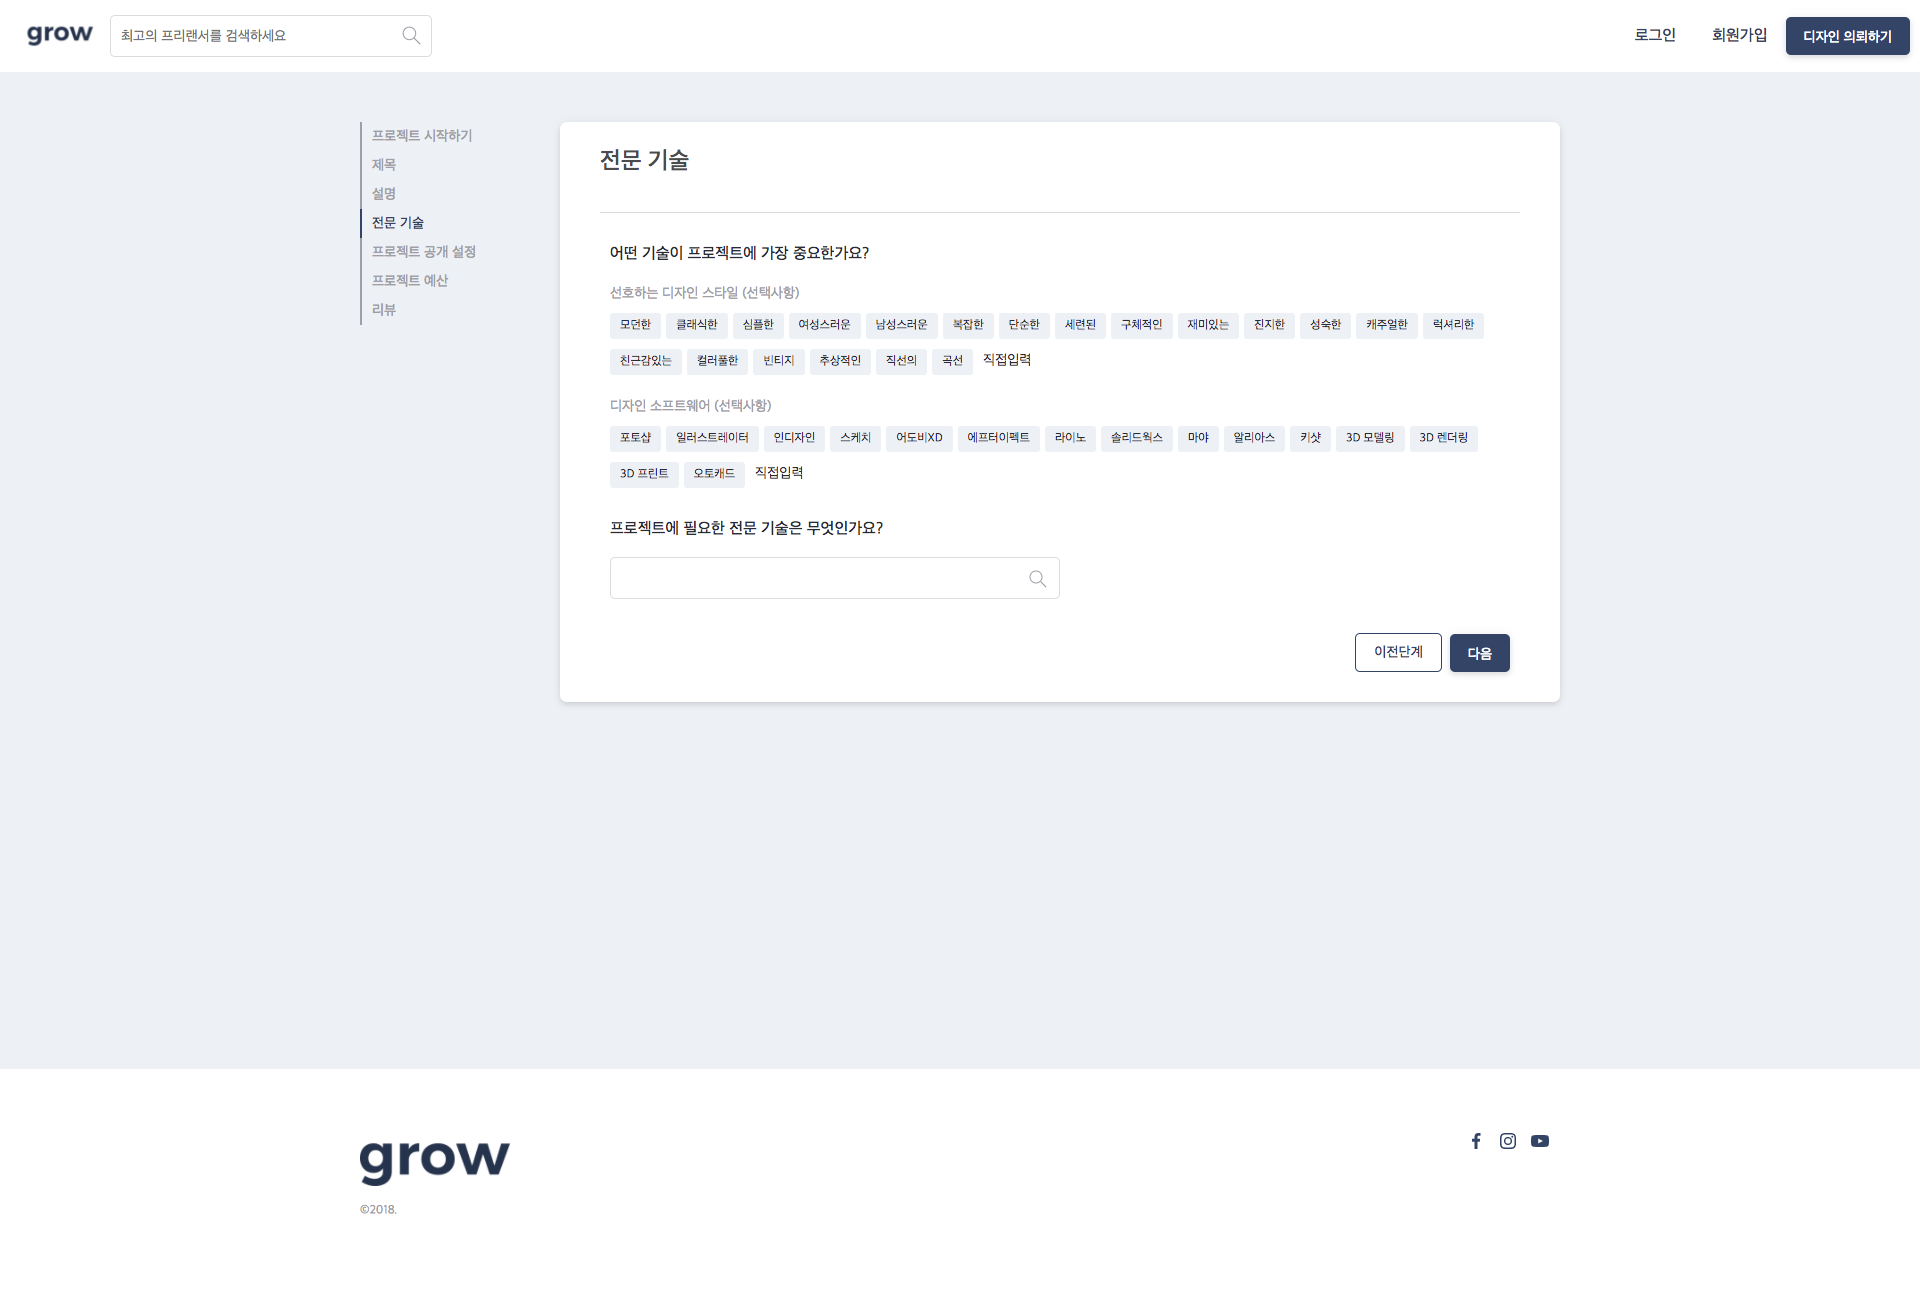 grow
최고의 프리랜서를 검색하세요
로그인
회원가입
디자인 의뢰하기
프로젝트 시작하기
제목
설명
전문 기술
프로젝트 공개 설정
프로젝트 예산
리뷰
전문 기술
어떤 기술이 프로젝트에 가장 중요한가요?
선호하는 디자인 스타일 (선택사항)
모던한 클래식한 심플한 여성스러운 남성스러운 복잡한 단순한 세련된 구체적인 재미있는 진지한 성숙한 캐주얼한 럭셔리한
친근감있는 컬러풀한 빈티지 추상적인 직선의 곡선 직접입력
디자인 소프트웨어 (선택사항)
포토샵 일러스트레이터 인디자인 스케치 어도비XD 에프터이펙트 라이노 솔리드웍스 마야 알리아스 키샷 3D 모델링 3D 렌더링
3D 프린트 오토캐드 직접입력
프로젝트에 필요한 전문 기술은 무엇인가요?
이전단계
다음
grow
©2018.